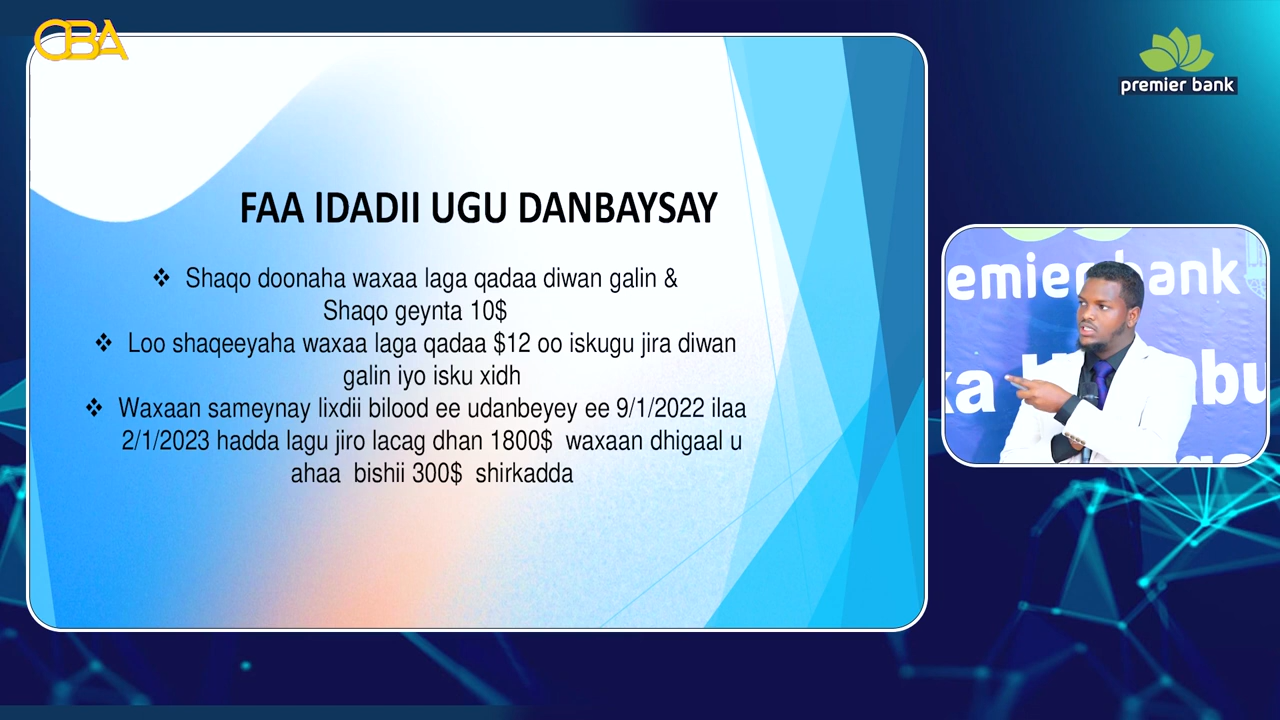 OBA
premier bank
FAA IDADII UGU DANBAYSAY
❖ Shaqo doonaha waxaa laga qadaa diwan galin &
Shaqo geynta 10$
❖ Loo shaqeeyaha waxaa laga qadaa $12 oo iskugu jira diwan
galin iyo isku xidh
❖ Waxaan sameynay lixdii bilood ee udanbeyey ee 9/1/2022 ilaa
2/1/2023 hadda lagu jiro lacag dhan 1800$ waxaan dhigaal u
ahaa bishii 300$ shirkadda
emier bank